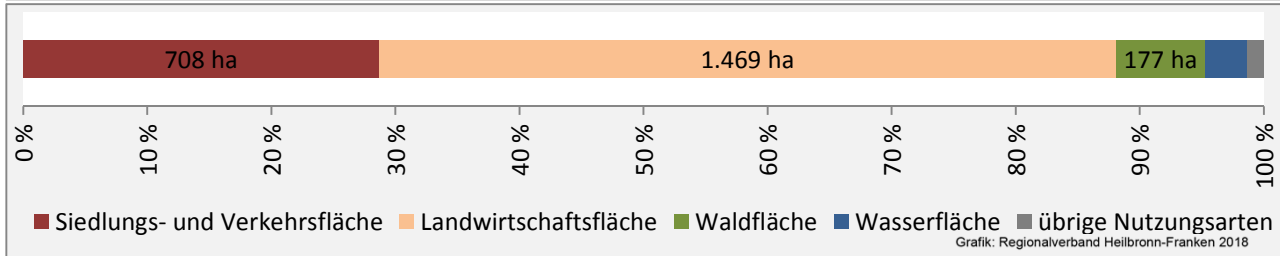 708 ha 1.469 ha 177 ha
0 % 10 % 20 % 30 % 40 % 50 % 60 % 70 % 80 % 90 % 100 %
Siedlungs- und Verkehrsfläche Landwirtschaftsfläche Waldfläche Wasserfläche übrige Nutzungsarten
Grafik: Regionalverband Heilbronn-Franken 2018